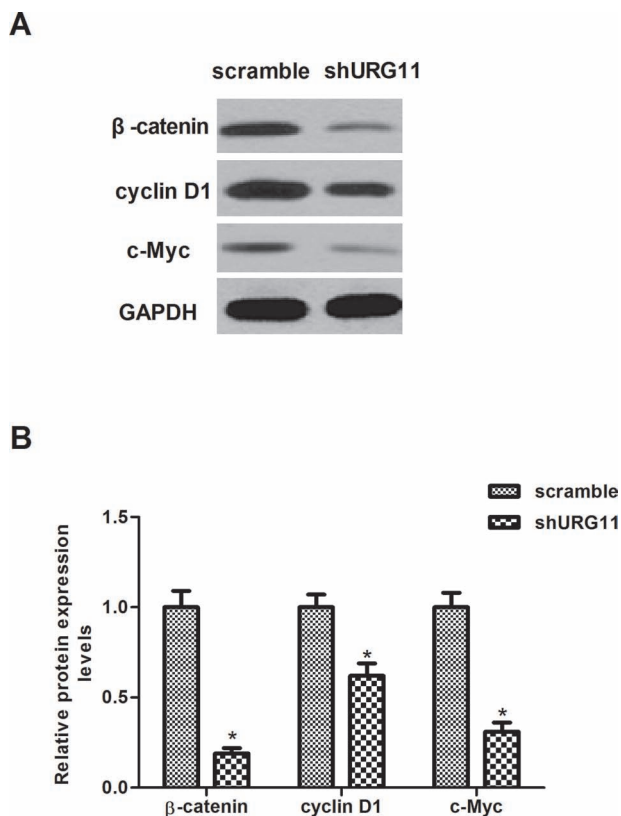 A
scramble shURG11
β -catenin
cyclin D1
c-Myc
GAPDH
B
scramble
shURG11
Relative protein expression
levels
1.5
1.0
0.5
0.0
*
*
*
β-catenin cyclin D1 c-Myc